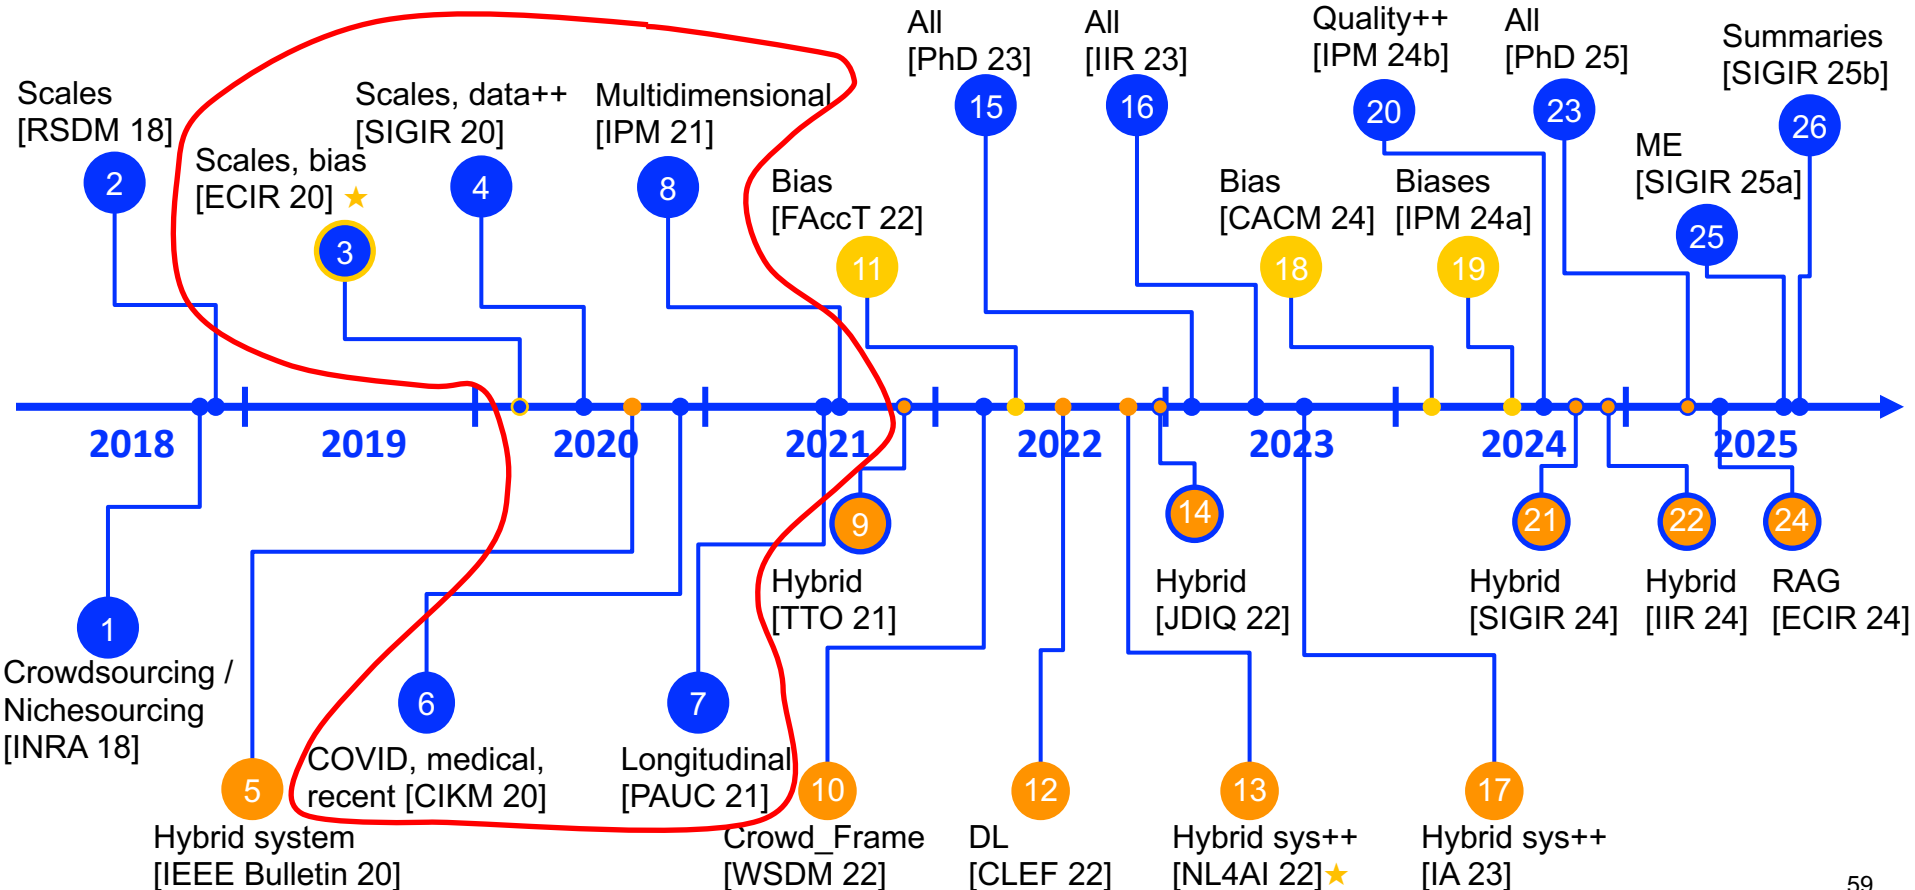 Scales
[RSDM 18]
2
Scales, bias
[ECIR 20] ★
3
Scales, data++
[SIGIR 20]
4
Multidimensional
[IPM 21]
8
Bias
[FAccT 22]
11
All
[PhD 23]
15
All
[IIR 23]
16
Bias
[CACM 24]
18
Biases
[IPM 24a]
19
Quality++
[IPM 24b]
20
All
[PhD 25]
23
ME
[SIGIR 25a]
25
Summaries
[SIGIR 25b]
26
2018
2019
2020
2021
2022
2023
2024
2025
1
Crowdsourcing /
Nichesourcing
[INRA 18]
5
Hybrid system
[IEEE Bulletin 20]
6
COVID, medical,
recent [CIKM 20]
7
Longitudinal
[PAUC 21]
9
Hybrid
[TTO 21]
10
Crowd_Frame
[WSDM 22]
12
DL
[CLEF 22]
13
Hybrid sys++
[NL4AI 22]★
14
Hybrid
[JDIQ 22]
17
Hybrid sys++
[IA 23]
21
Hybrid
[SIGIR 24]
22
Hybrid
[IIR 24]
24
RAG
[ECIR 24]
59